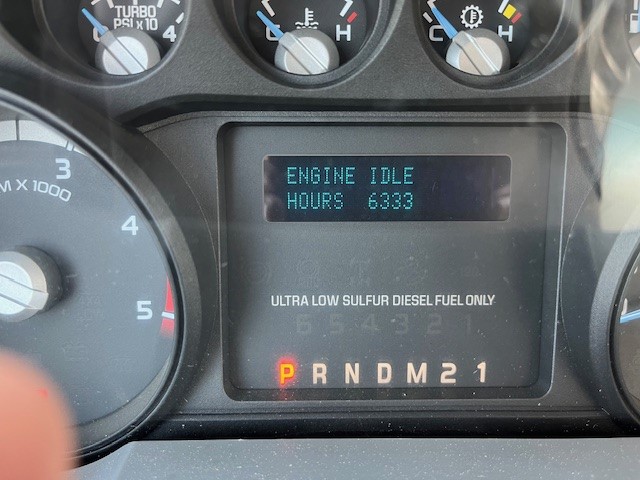 TURBO
PSI x 10
4
C H
C H
3
M X 1000
4
5
ENGINE IDLE
HOURS 6333
ULTRA LOW SULFUR DIESEL FUEL ONLY
6 5 4 3 2 1
P R N D M 2 1